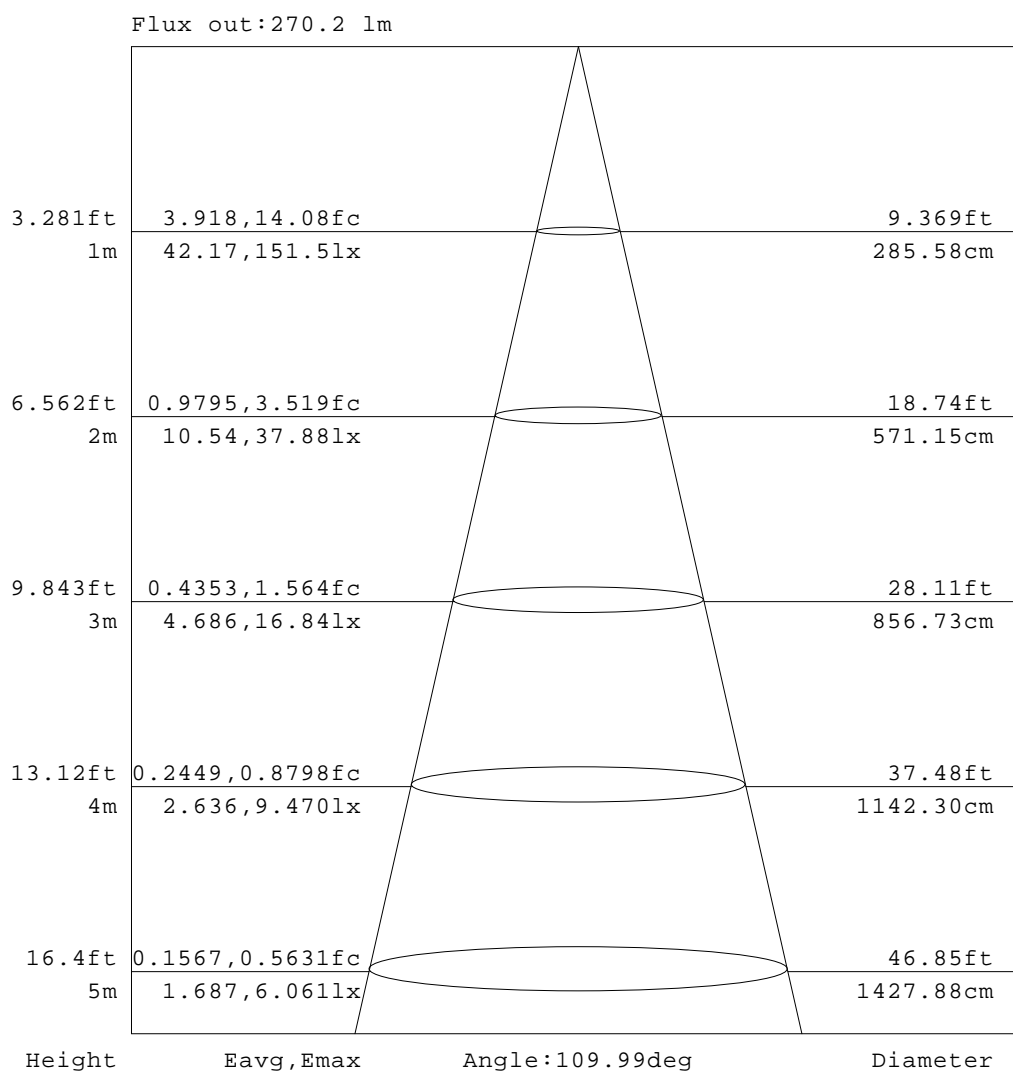 Flux out:270.2 lm
3.281ft 3.918,14.08fc 9.369ft
1m 42.17,151.5lx 285.58cm
6.562ft 0.9795,3.519fc 18.74ft
2m 10.54,37.88lx 571.15cm
9.843ft 0.4353,1.564fc 28.11ft
3m 4.686,16.84lx 856.73cm
13.12ft 0.2449,0.8798fc 37.48ft
4m 2.636,9.470lx 1142.30cm
16.4ft 0.1567,0.5631fc 46.85ft
5m 1.687,6.061lx 1427.88cm
Height Eavg,Emax Angle:109.99deg Diameter